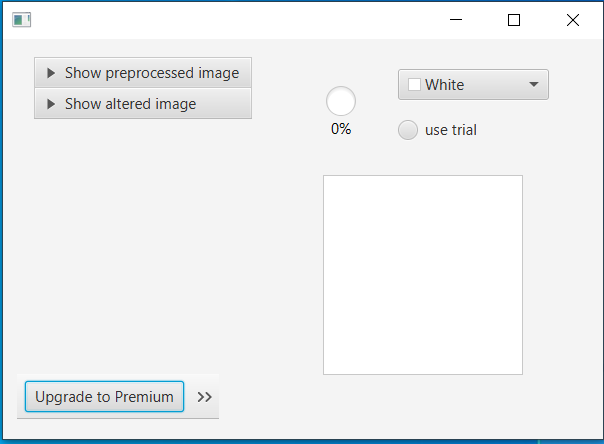 Show preprocessed image
Show altered image
0%
White
use trial
Upgrade to Premium